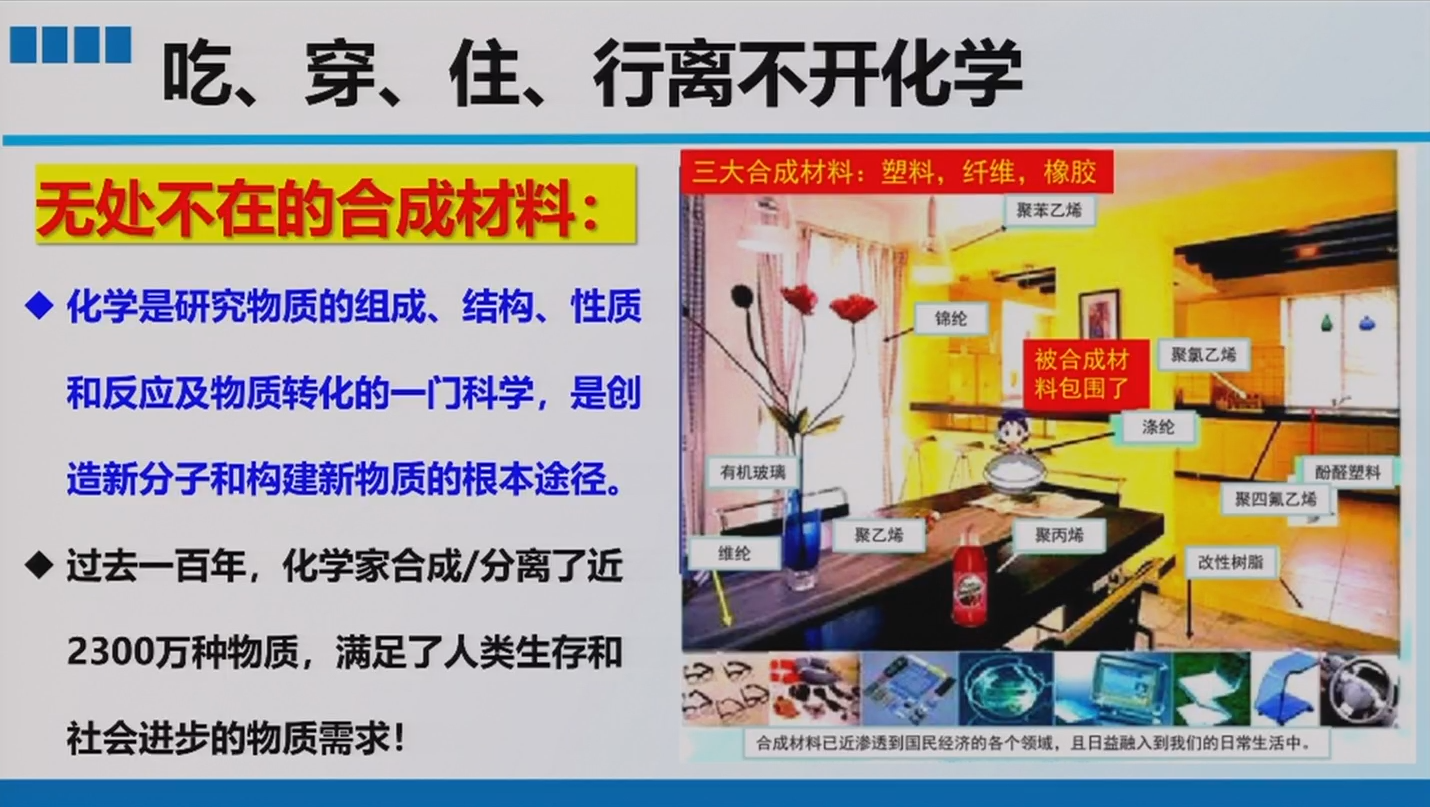 吃、穿、住、行离不开化学
无处不在的合成材料：
化学是研究物质的组成、结构、性质
和反应及物质转化的一门科学，是创
造新分子和构建新物质的根本途径。
过去一百年，化学家合成/分离了近
2300万种物质，满足了人类生存和
社会进步的物质需求！
三大合成材料：塑料，纤维，橡胶
聚苯乙烯
锦纶
被合成材
料包围了
聚氯乙烯
涤纶
有机玻璃
酚醛塑料
聚四氟乙烯
聚乙烯
聚丙烯
维纶
改性树脂
合成材料已近渗透到国民经济的各个领域，且日益融入到我们的日常生活中。